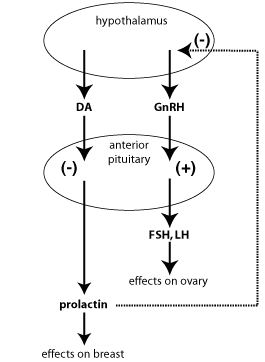 hypothalamus
(-)
DA GnRH
anterior
pituitary
(-) (+)
FSH, LH
effects on ovary
prolactin
effects on breast